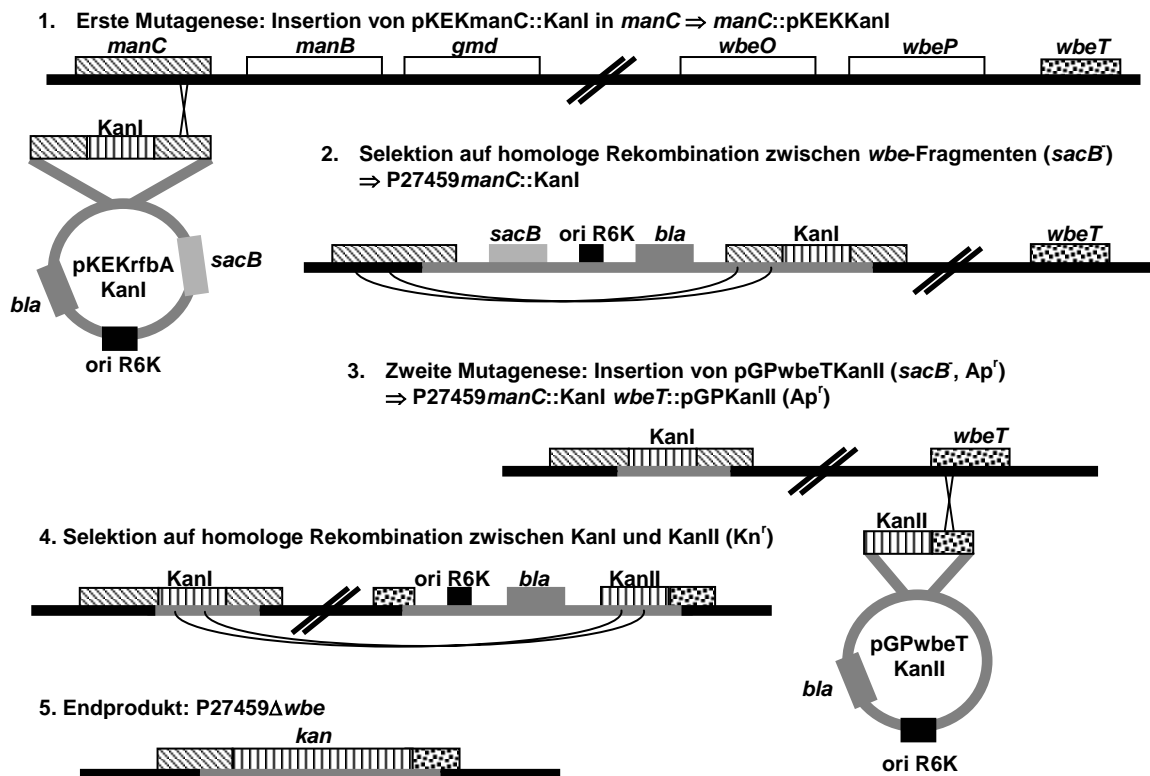 1. Erste Mutagenese: Insertion von pKEKmanC::KanI in manC ⇒ manC::pKEKKanI
manC manB gmd wbeO wbeP wbeT
KanI
pKEKrfbA
KanI
sacB
bla
ori R6K
2. Selektion auf homologe Rekombination zwischen wbe-Fragmenten (sacB⁻)
⇒ P27459manC::KanI
sacB ori R6K bla KanI wbeT
3. Zweite Mutagenese: Insertion von pGPwbeTKanII (sacB⁻, Apʳ)
⇒ P27459manC::KanI wbeT::pGPKanII (Apʳ)
KanI wbeT
KanII
pGPwbeT
KanII
bla
ori R6K
4. Selektion auf homologe Rekombination zwischen KanI und KanII (Knʳ)
KanI ori R6K bla KanII
5. Endprodukt: P27459Δwbe
kan